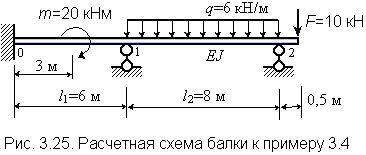 m=20 кНм
q=6 кН/м
F=10 кН
0
1
EJ
2
3 м
l₁=6 м
l₂=8 м
0,5 м
Рис. 3.25. Расчетная схема балки к примеру 3.4